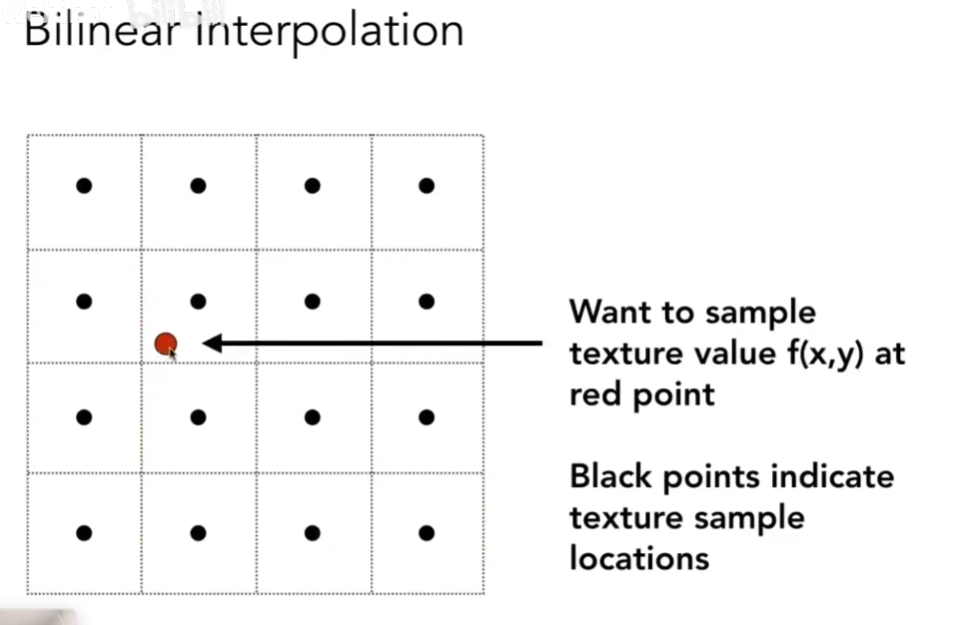 Bilinear Interpolation
Want to sample
texture value f(x,y) at
red point
Black points indicate
texture sample
locations